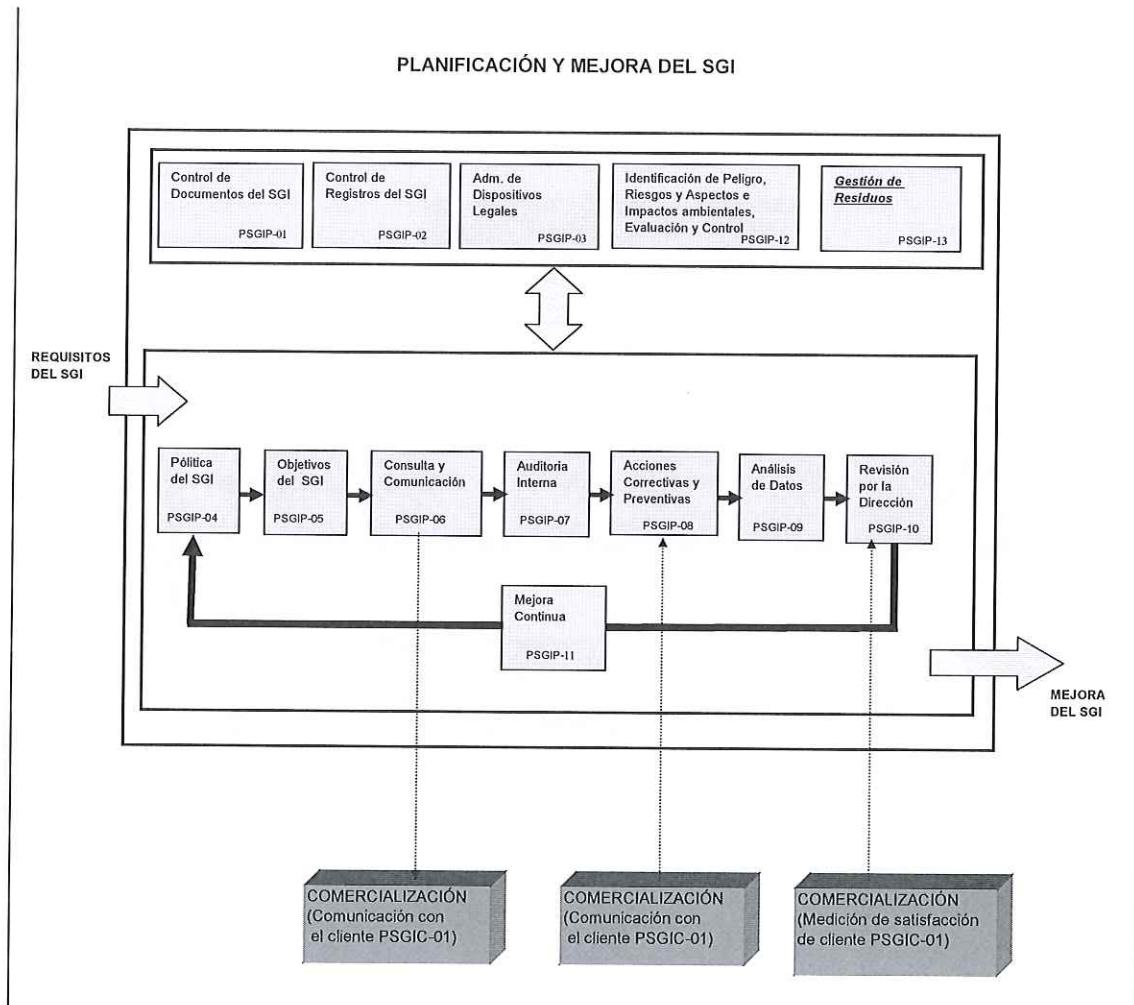 PLANIFICACIÓN Y MEJORA DEL SGI
Control de
Documentos del SGI
PSGIP-01
Control de
Registros del SGI
PSGIP-02
Adm. de
Dispositivos
Legales
PSGIP-03
Identificación de Peligro,
Riesgos y Aspectos e
Impactos ambientales,
Evaluación y Control
PSGIP-12
Gestión de
Residuos
PSGIP-13
REQUISITOS
DEL SGI
Pólitica
del SGI
PSGIP-04
Objetivos
del SGI
PSGIP-05
Consulta y
Comunicación
PSGIP-06
Auditoria
Interna
PSGIP-07
Acciones
Correctivas y
Preventivas
PSGIP-08
Análisis
de Datos
PSGIP-09
Revisión
por la
Dirección
PSGIP-10
Mejora
Continua
PSGIP-11
MEJORA
DEL SGI
COMERCIALIZACIÓN
(Comunicación con
el cliente PSGIC-01)
COMERCIALIZACIÓN
(Comunicación con
el cliente PSGIC-01)
COMERCIALIZACIÓN
(Medición de satisfacción
de cliente PSGIC-01)